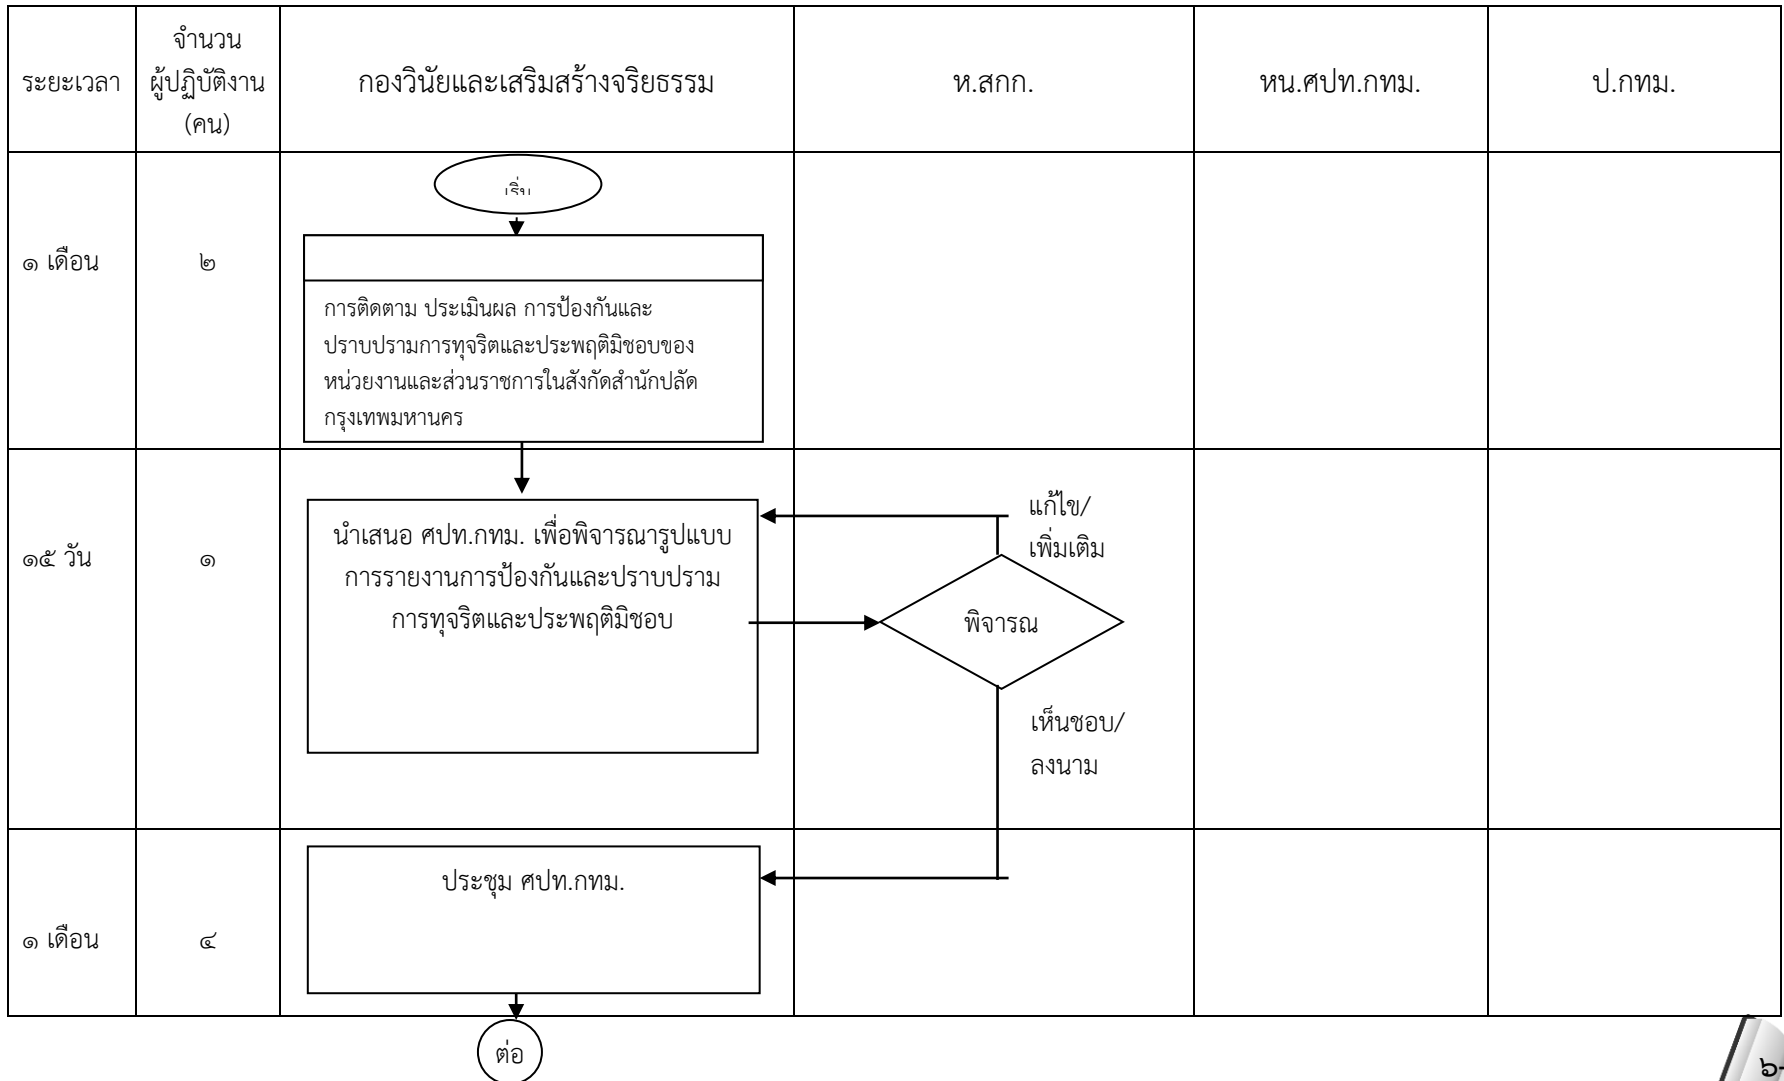 ระยะเวลา
จำนวน
ผู้ปฏิบัติงาน
(คน)
กองวินัยและเสริมสร้างจริยธรรม
ห.สกก.
หน.ศปท.กทม.
ป.กทม.
เริ่ม
๑ เดือน
๒
การติดตาม ประเมินผล การป้องกันและ
ปราบปรามการทุจริตและประพฤติมิชอบของ
หน่วยงานและส่วนราชการในสังกัดสำนักปลัด
กรุงเทพมหานคร
๑๕ วัน
๑
นำเสนอ ศปท.กทม. เพื่อพิจารณารูปแบบ
การรายงานการป้องกันและปราบปราม
การทุจริตและประพฤติมิชอบ
แก้ไข/
เพิ่มเติม
พิจารณ
เห็นชอบ/
ลงนาม
๑ เดือน
๔
ประชุม ศปท.กทม.
ต่อ
๖-